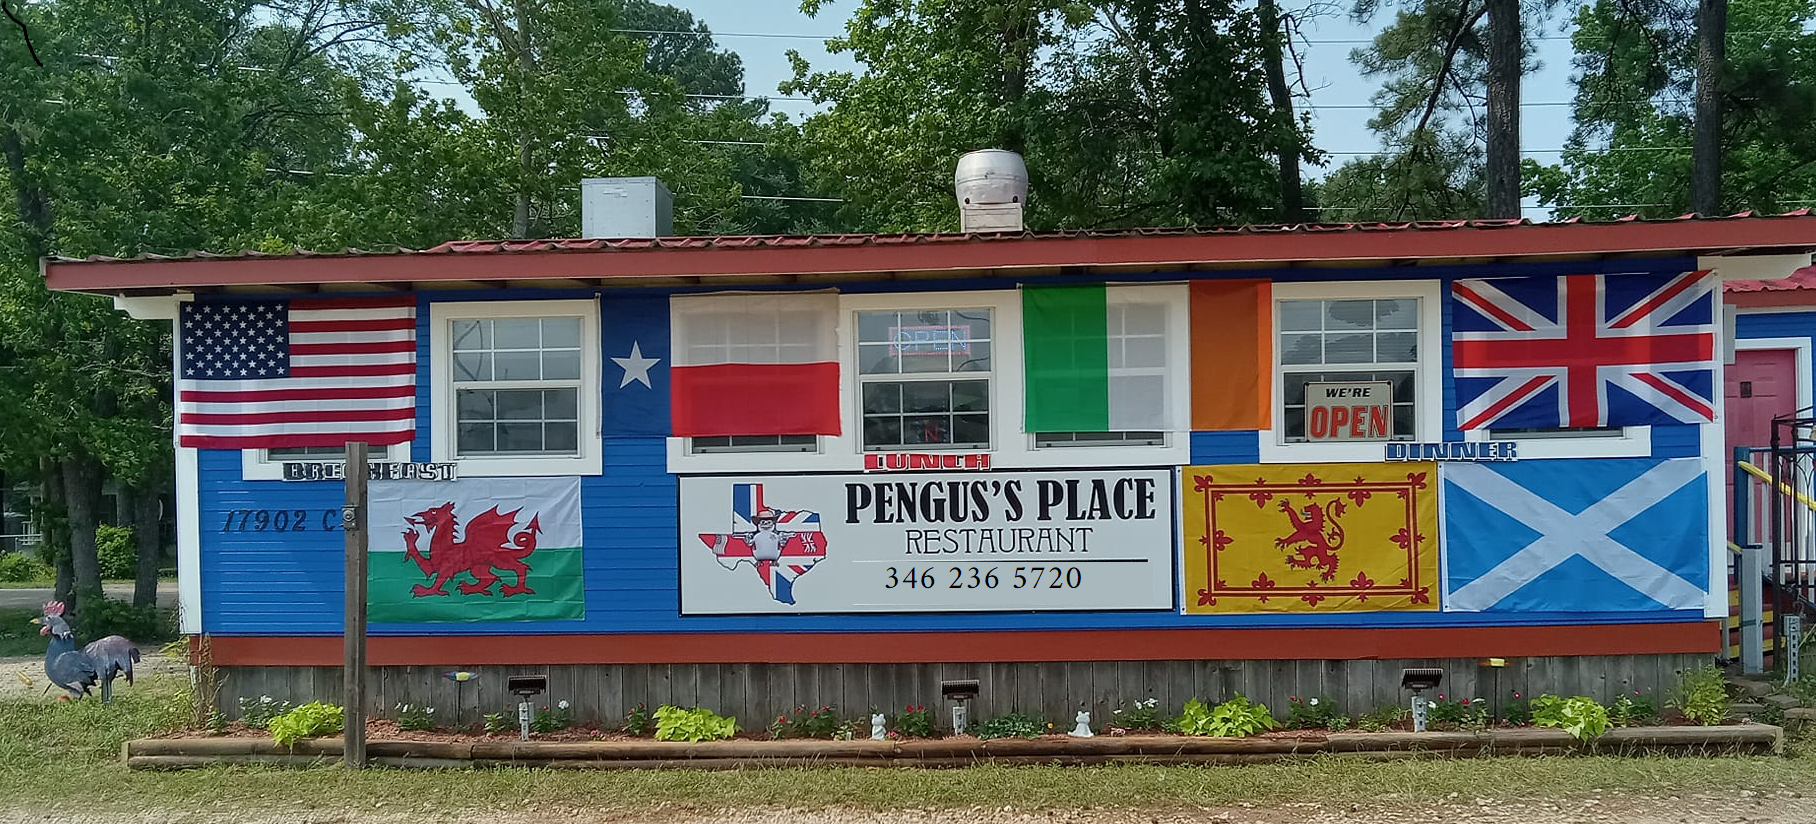 OPEN
WE'RE
OPEN
BREAKFAST
LUNCH
DINNER
17902 C
PENGUS'S PLACE
RESTAURANT
346 236 5720